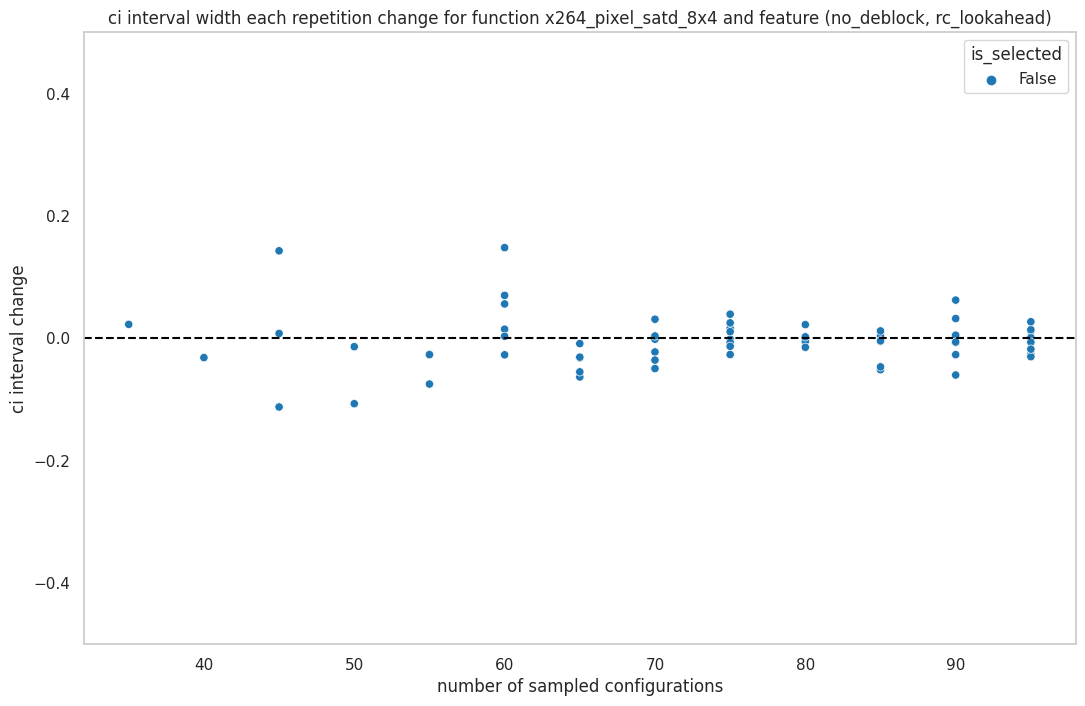 ci interval width each repetition change for function x264_pixel_satd_8x4 and feature (no_deblock, rc_lookahead)
is_selected
False
0.4
0.2
0.0
−0.2
−0.4
ci interval change
40 50 60 70 80 90
number of sampled configurations